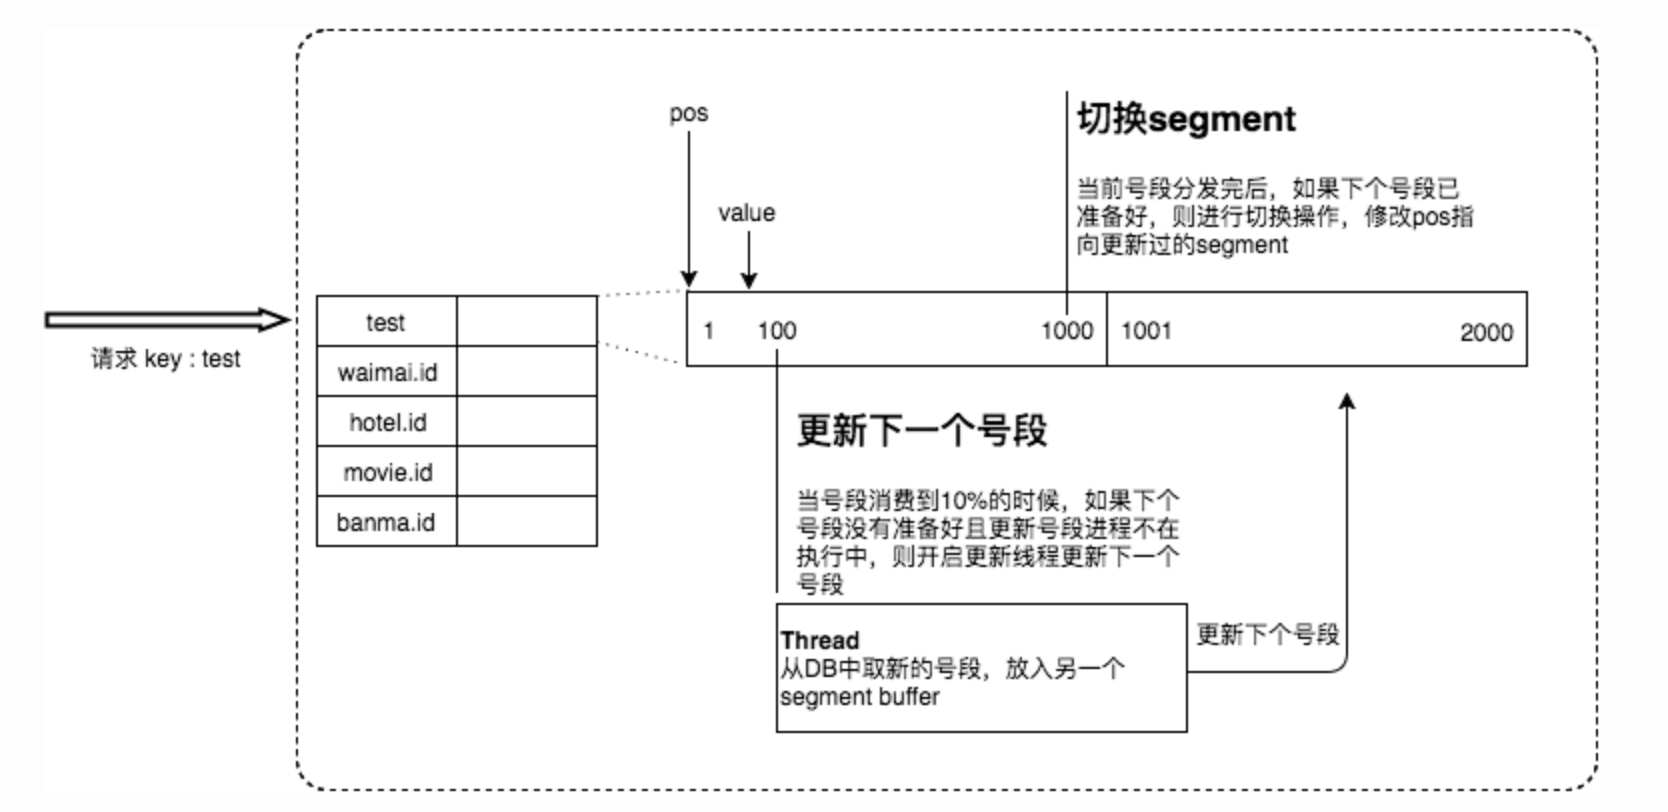 pos
value
切换segment
当前号段分发完后，如果下个号段已
准备好，则进行切换操作，修改pos指
向更新过的segment
请求 key : test
test
waimai.id
hotel.id
movie.id
banma.id
1 100 1000 1001 2000
更新下一个号段
当号段消费到10%的时候，如果下个
号段没有准备好且更新号段进程不在
执行中，则开启更新线程更新下一个
号段
Thread
从DB中取新的号段，放入另一个
segment buffer
更新下个号段